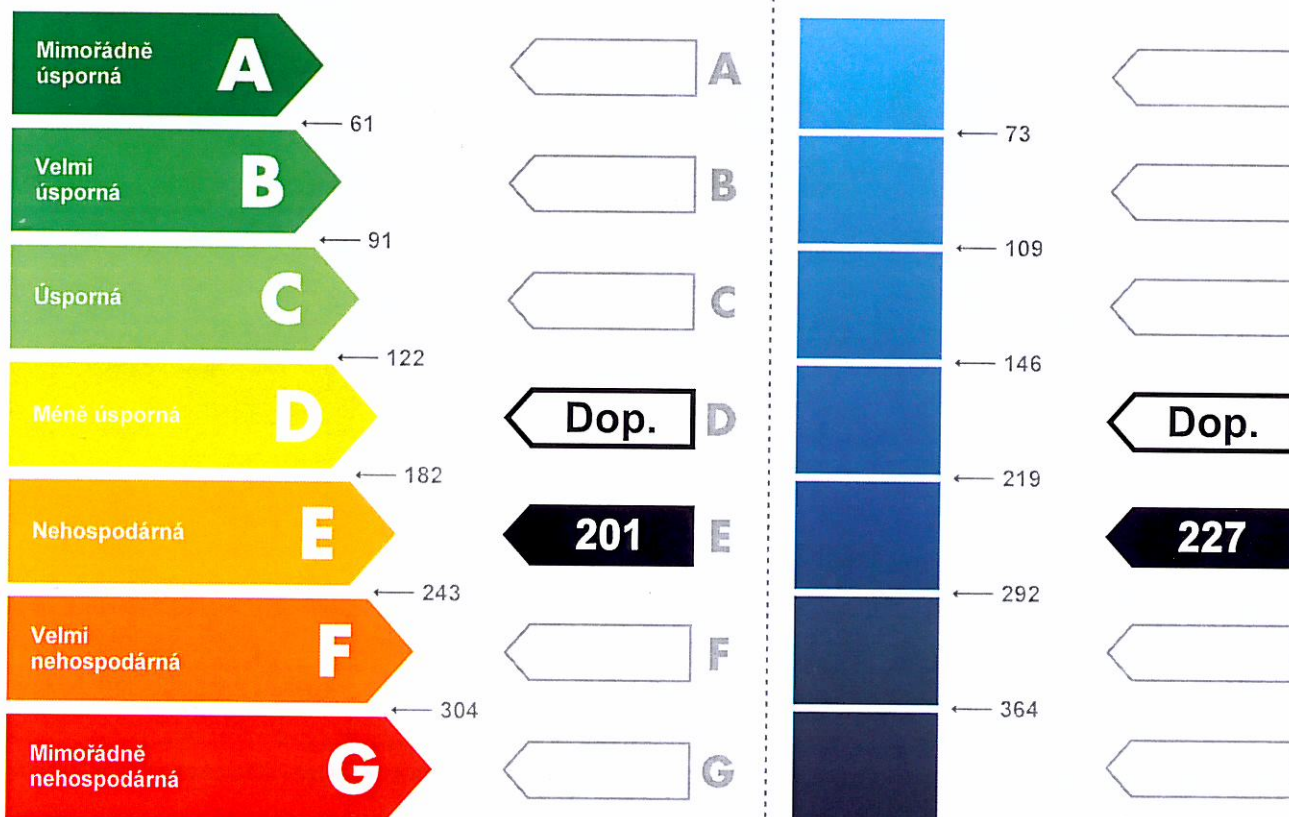 Mimořádně
úsporná
A
A
61
73
Velmi
úsporná
B
B
91
109
Úsporná
C
C
122
146
Méně úsporná
D
Dop.
D
Dop.
182
219
Nehospodárná
E
201
E
227
243
292
Velmi
nehospodárná
F
F
304
364
Mimořádně
nehospodárná
G
G